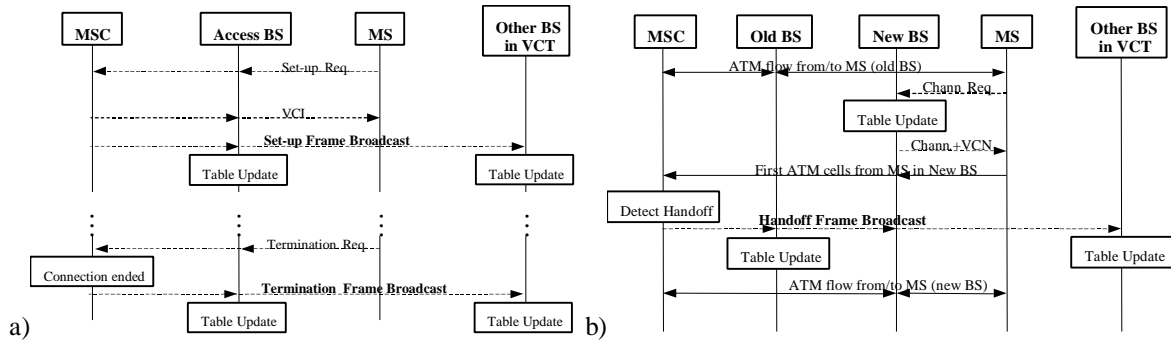 MSC
Access BS
MS
Other BS
in VCT
Set-up Req.
VCI
Set-up Frame Broadcast
Table Update
Table Update
Termination Req.
Connection ended
Termination Frame Broadcast
Table Update
Table Update
a)
MSC
Old BS
New BS
MS
Other BS
in VCT
ATM flow from/to MS (old BS)
Chann. Req
Table Update
Chann.+VCN
First ATM cells from MS in New BS
Detect Handoff
Handoff Frame Broadcast
Table Update
Table Update
ATM flow from/to MS (new BS)
b)